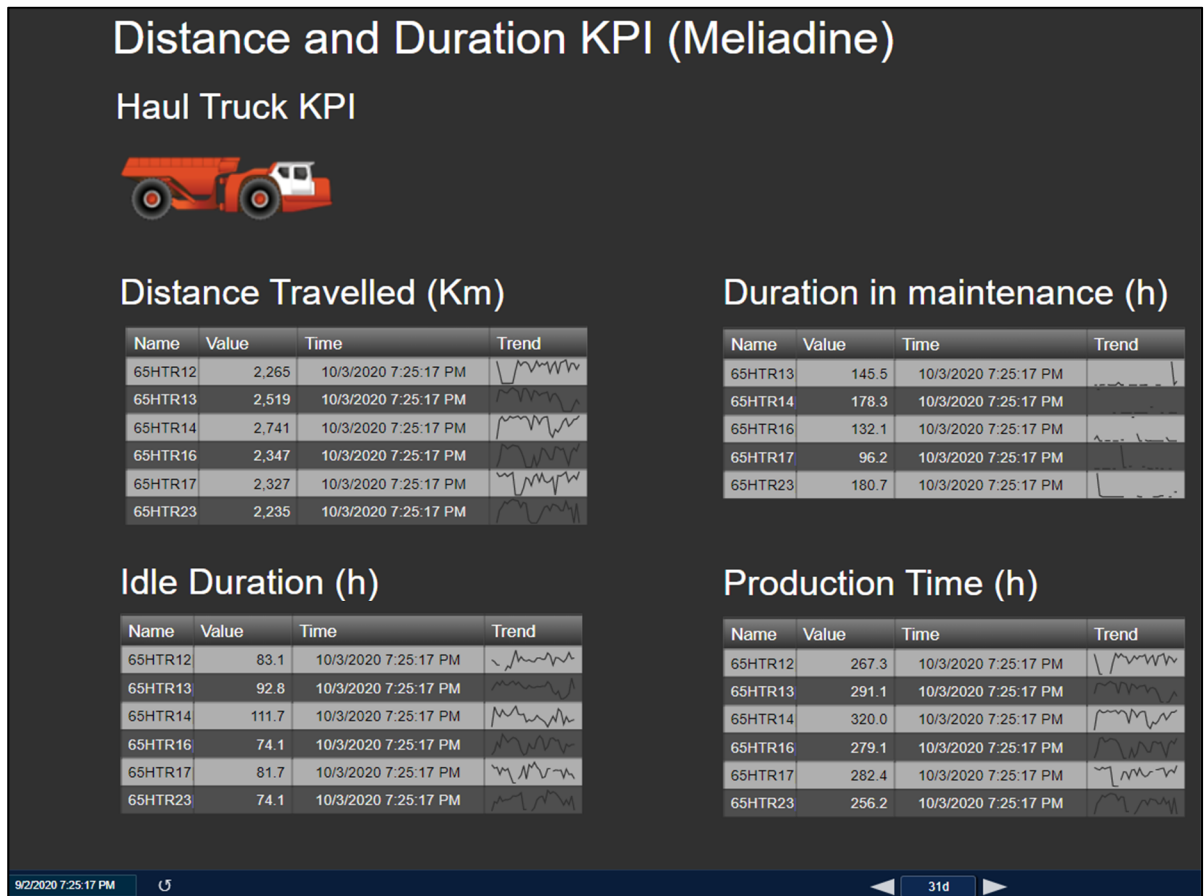 Distance and Duration KPI (Meliadine)
Haul Truck KPI
Distance Travelled (Km)
Name Value Time Trend
65HTR12 2,265 10/3/2020 7:25:17 PM
65HTR13 2,519 10/3/2020 7:25:17 PM
65HTR14 2,741 10/3/2020 7:25:17 PM
65HTR16 2,347 10/3/2020 7:25:17 PM
65HTR17 2,327 10/3/2020 7:25:17 PM
65HTR23 2,235 10/3/2020 7:25:17 PM
Duration in maintenance (h)
Name Value Time Trend
65HTR13 145.5 10/3/2020 7:25:17 PM
65HTR14 178.3 10/3/2020 7:25:17 PM
65HTR16 132.1 10/3/2020 7:25:17 PM
65HTR17 96.2 10/3/2020 7:25:17 PM
65HTR23 180.7 10/3/2020 7:25:17 PM
Idle Duration (h)
Name Value Time Trend
65HTR12 83.1 10/3/2020 7:25:17 PM
65HTR13 92.8 10/3/2020 7:25:17 PM
65HTR14 111.7 10/3/2020 7:25:17 PM
65HTR16 74.1 10/3/2020 7:25:17 PM
65HTR17 81.7 10/3/2020 7:25:17 PM
65HTR23 74.1 10/3/2020 7:25:17 PM
Production Time (h)
Name Value Time Trend
65HTR12 267.3 10/3/2020 7:25:17 PM
65HTR13 291.1 10/3/2020 7:25:17 PM
65HTR14 320.0 10/3/2020 7:25:17 PM
65HTR16 279.1 10/3/2020 7:25:17 PM
65HTR17 282.4 10/3/2020 7:25:17 PM
65HTR23 256.2 10/3/2020 7:25:17 PM
9/2/2020 7:25:17 PM 31d